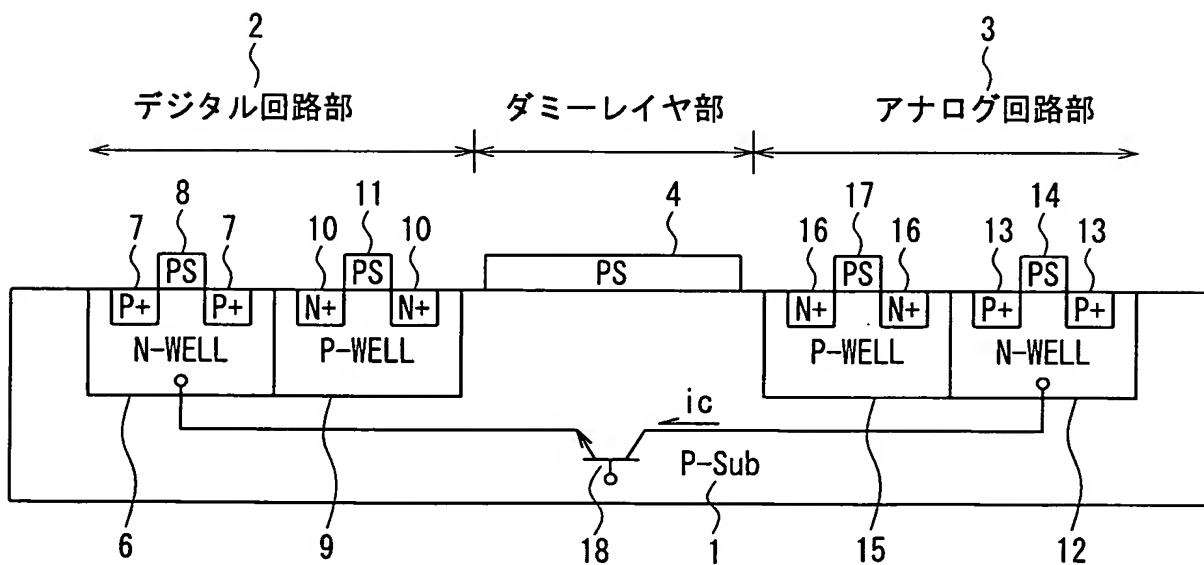 2 3
デジタル回路部 ダミーレイヤ部 アナログ回路部
7 8 7 10 11 10 4 16 17 16 13 14 13
PS PS PS PS PS
P+ P+ N+ N+ N+ N+ P+ P+
N-WELL P-WELL P-WELL N-WELL
ic
P-Sub
6 9 18 1 15 12